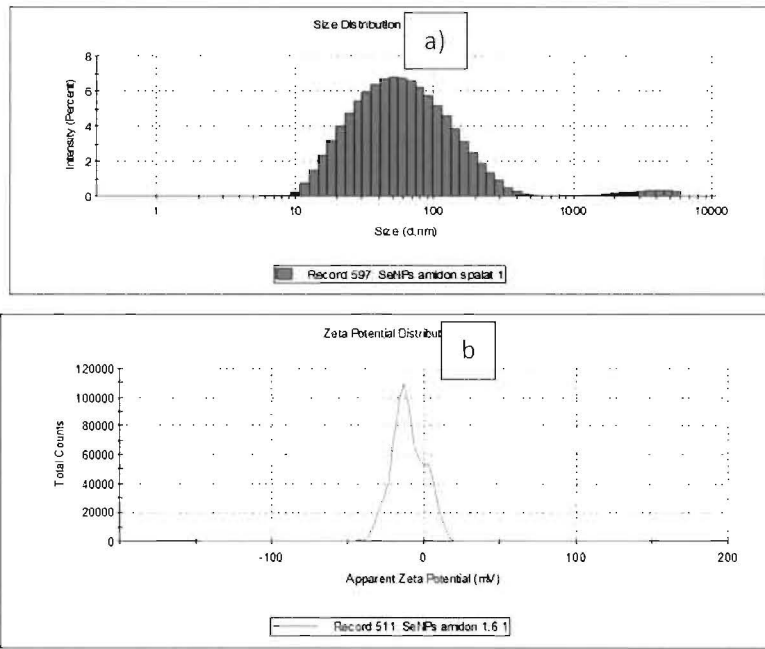 Size Distribution
a)
Intensity (Percent)
8
6
4
2
0
1
10
100
1000
10000
Size (d.nm)
Record 597: SeNPs amidon spalat 1
Zeta Potential Distribut
b
Total Counts
120000
100000
80000
60000
40000
20000
0
-100
0
100
200
Apparent Zeta Potential (mV)
Record 511: SeNPs amidon 1.6 1